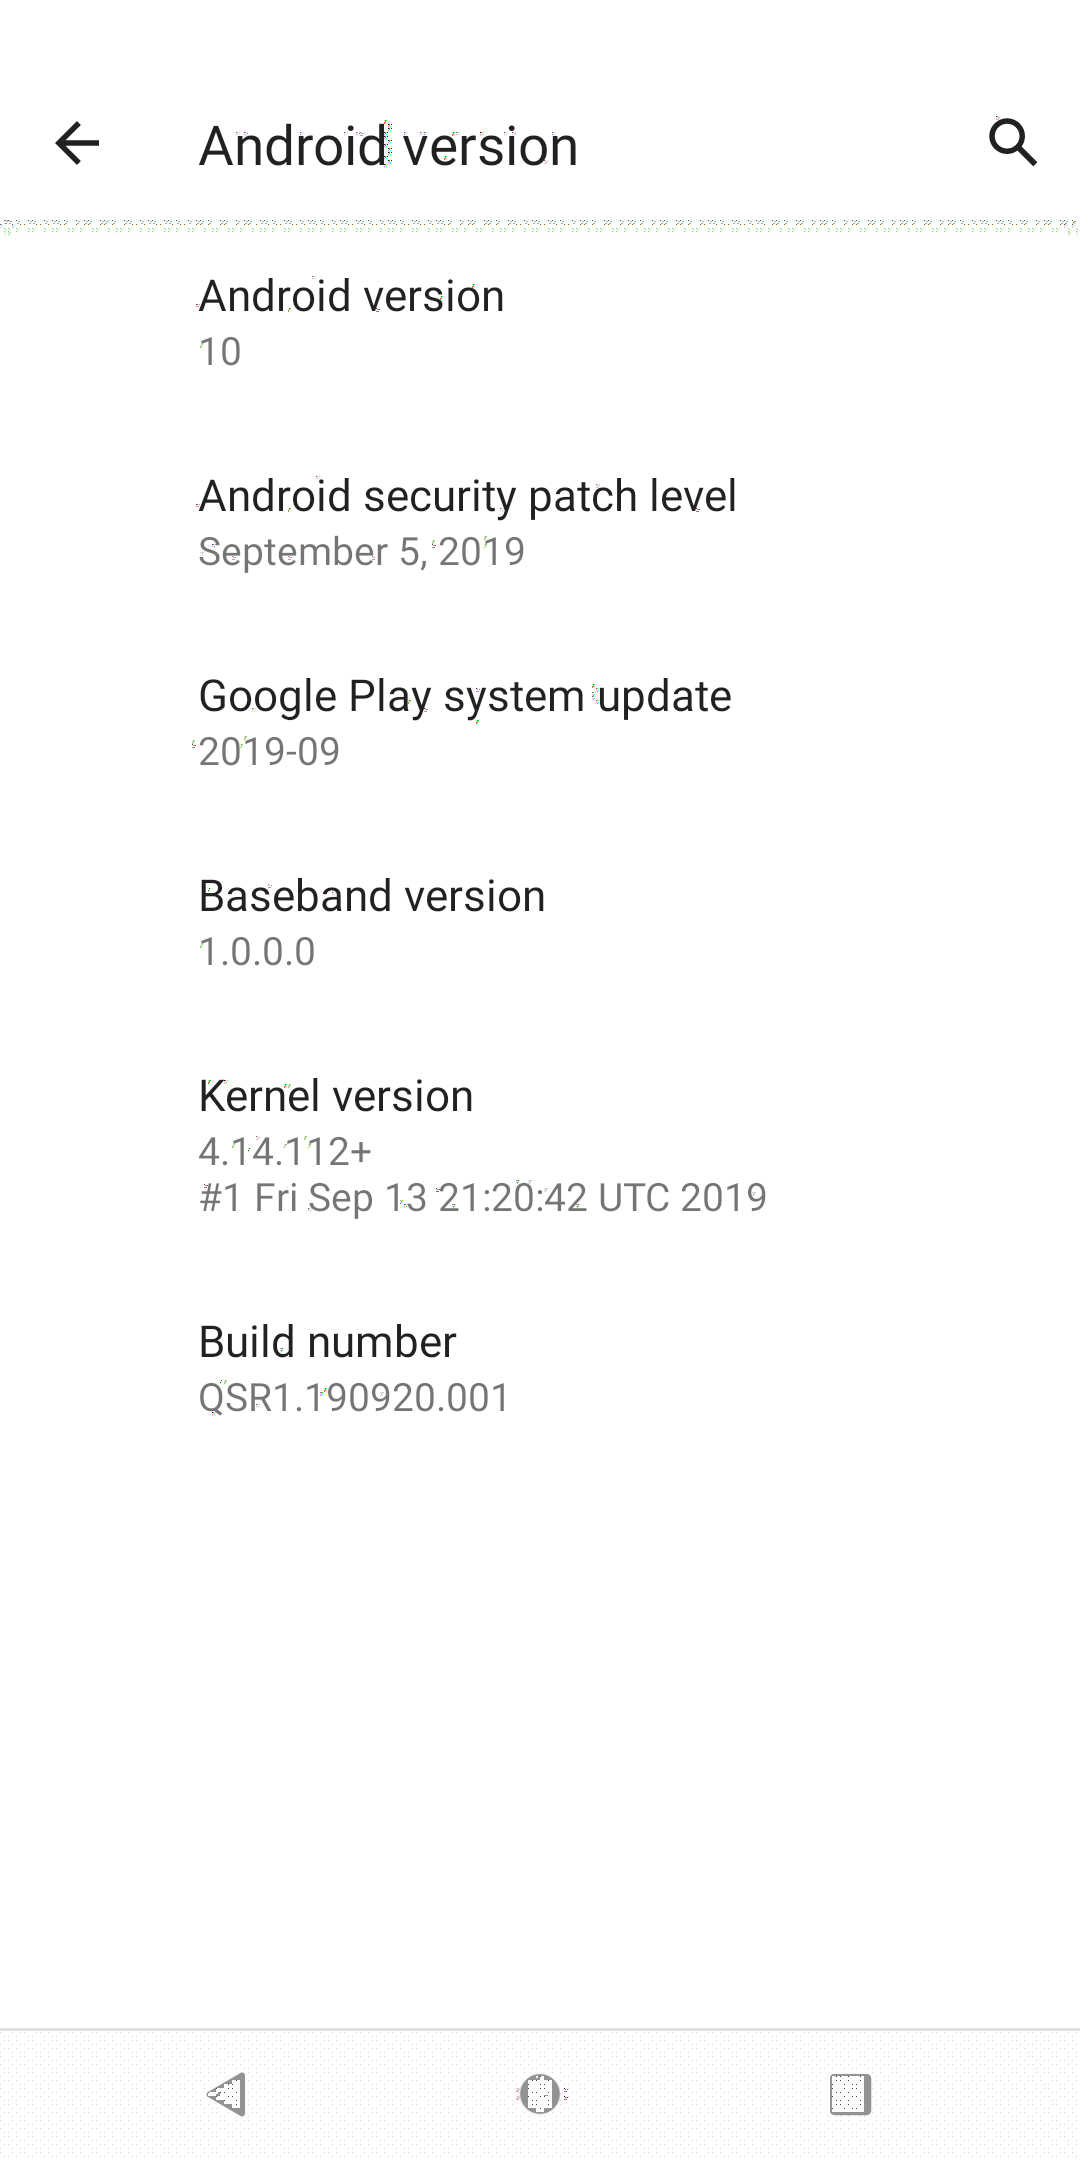 Android version
Android version
10
Android security patch level
September 5, 2019
Google Play system update
2019-09
Baseband version
1.0.0.0
Kernel version
4.14.112+
#1 Fri Sep 13 21:20:42 UTC 2019
Build number
QSR1.190920.001